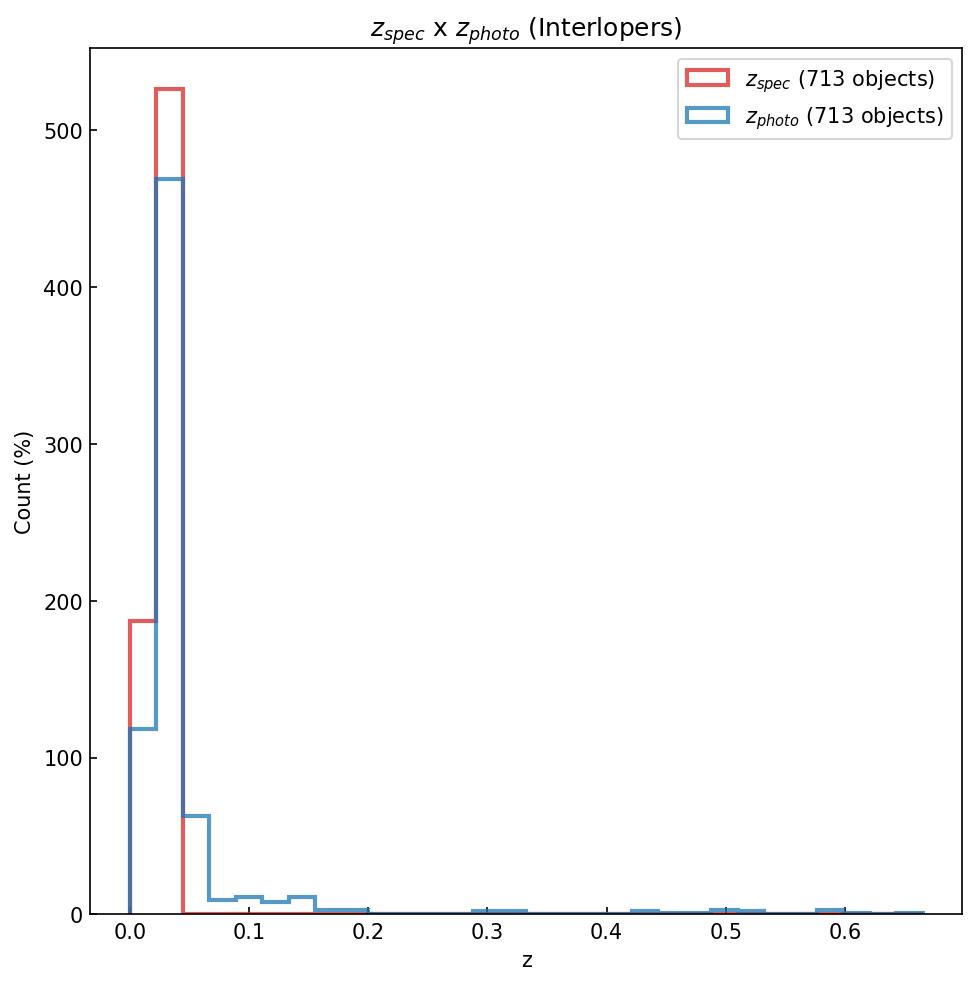 z_spec x z_photo (Interlopers)
z_spec (713 objects)
z_photo (713 objects)
Count (%)
500
400
300
200
100
0
0.0 0.1 0.2 0.3 0.4 0.5 0.6
z